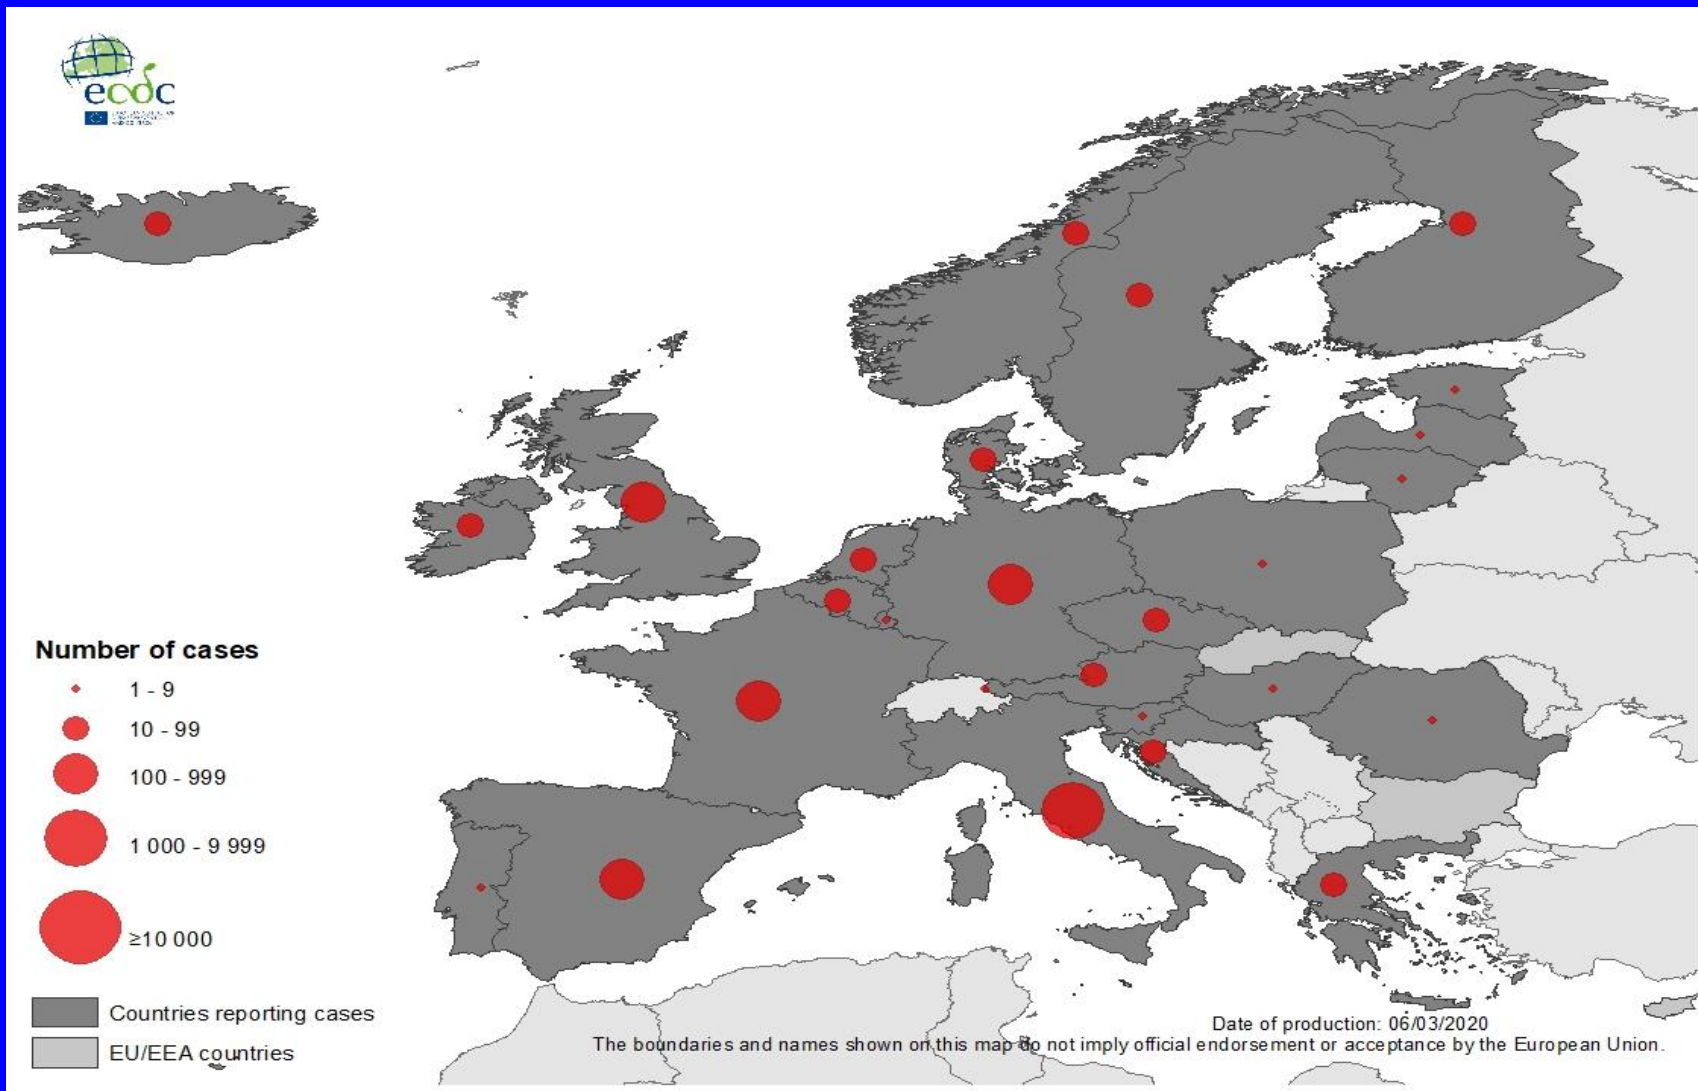 ecdc
Number of cases
1 - 9
10 - 99
100 - 999
1 000 - 9 999
≥10 000
Countries reporting cases
EU/EEA countries
Date of production: 06/03/2020
The boundaries and names shown on this map do not imply official endorsement or acceptance by the European Union.